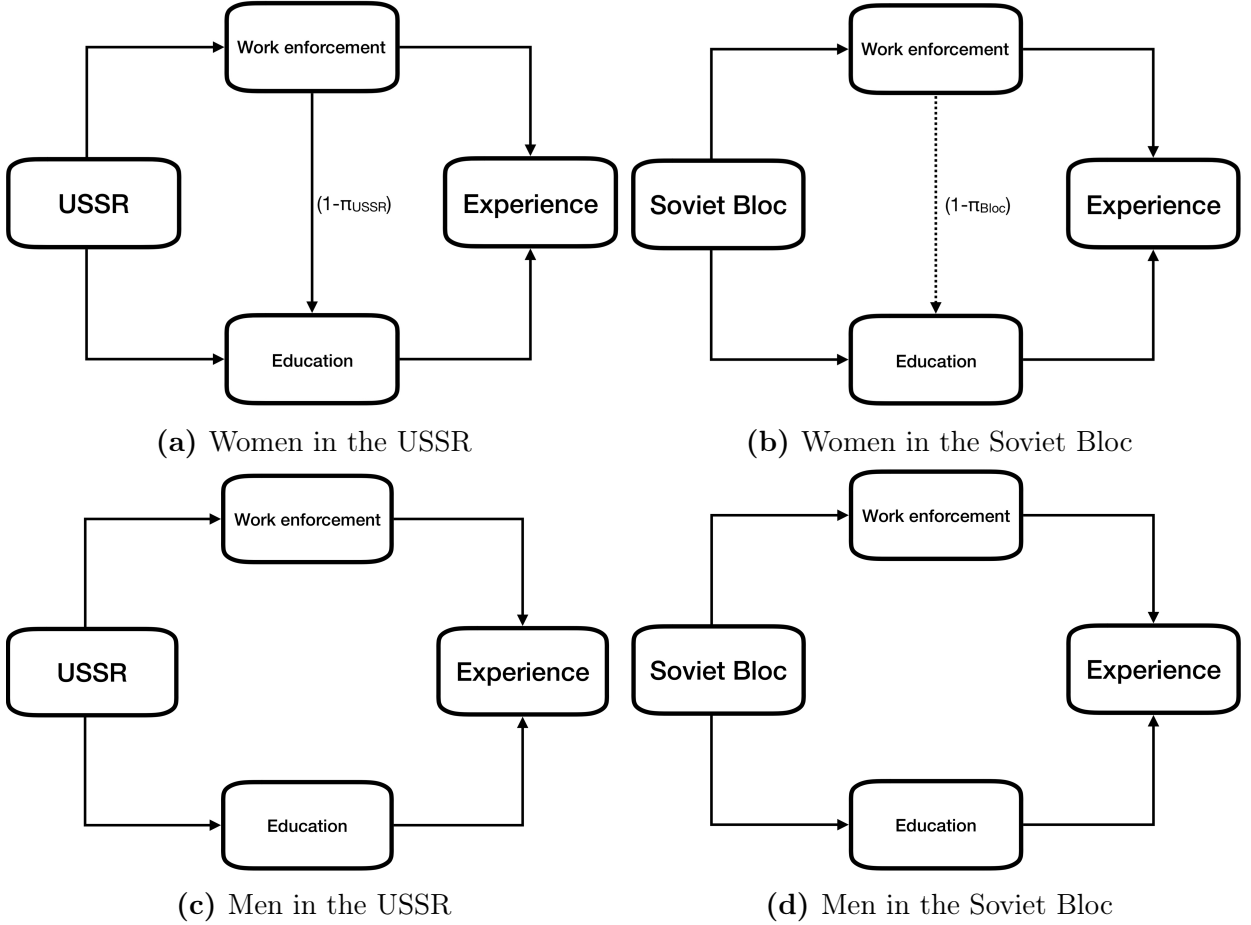 Work enforcement
USSR
(1-πUSSR)
Experience
Education
(a) Women in the USSR
Work enforcement
Soviet Bloc
(1-πBloc)
Experience
Education
(b) Women in the Soviet Bloc
Work enforcement
USSR
Experience
Education
(c) Men in the USSR
Work enforcement
Soviet Bloc
Experience
Education
(d) Men in the Soviet Bloc